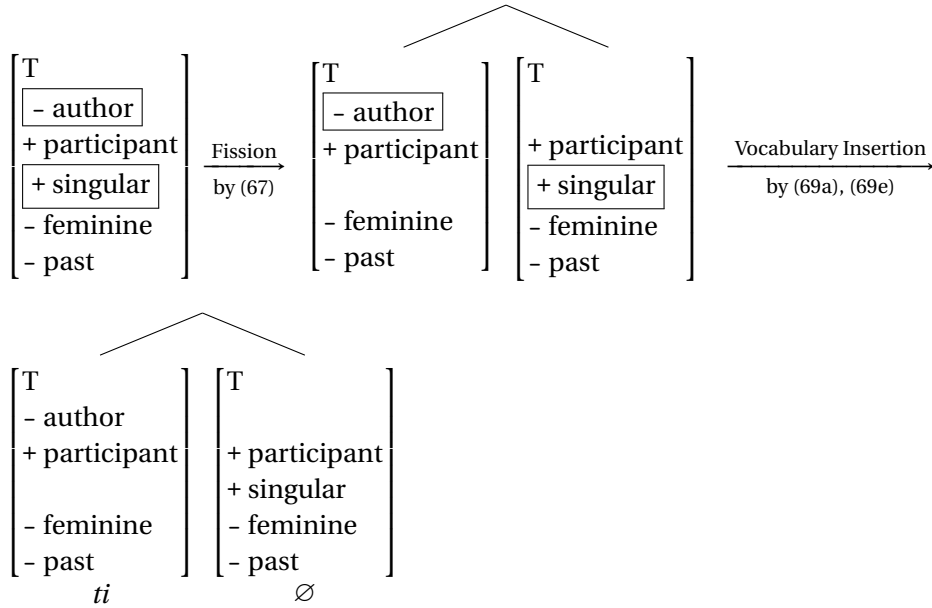 T
– author
+ participant
+ singular
– feminine
– past
Fission
by (67)
T
– author
+ participant
– feminine
– past
T
+ participant
+ singular
– feminine
– past
Vocabulary Insertion
by (69a), (69e)
T
– author
+ participant
– feminine
– past
ti
T
+ participant
+ singular
– feminine
– past
∅